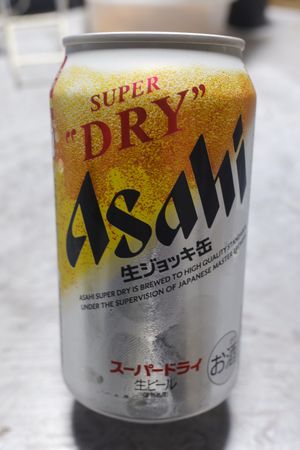 SUPER
"DRY"
Asahi
生ジョッキ缶
ASAHI SUPER DRY IS BREWED TO HIGH QUALITY STANDARDS
UNDER THE SUPERVISION OF JAPANESE MASTER
スーパードライ
生ビール
お酒